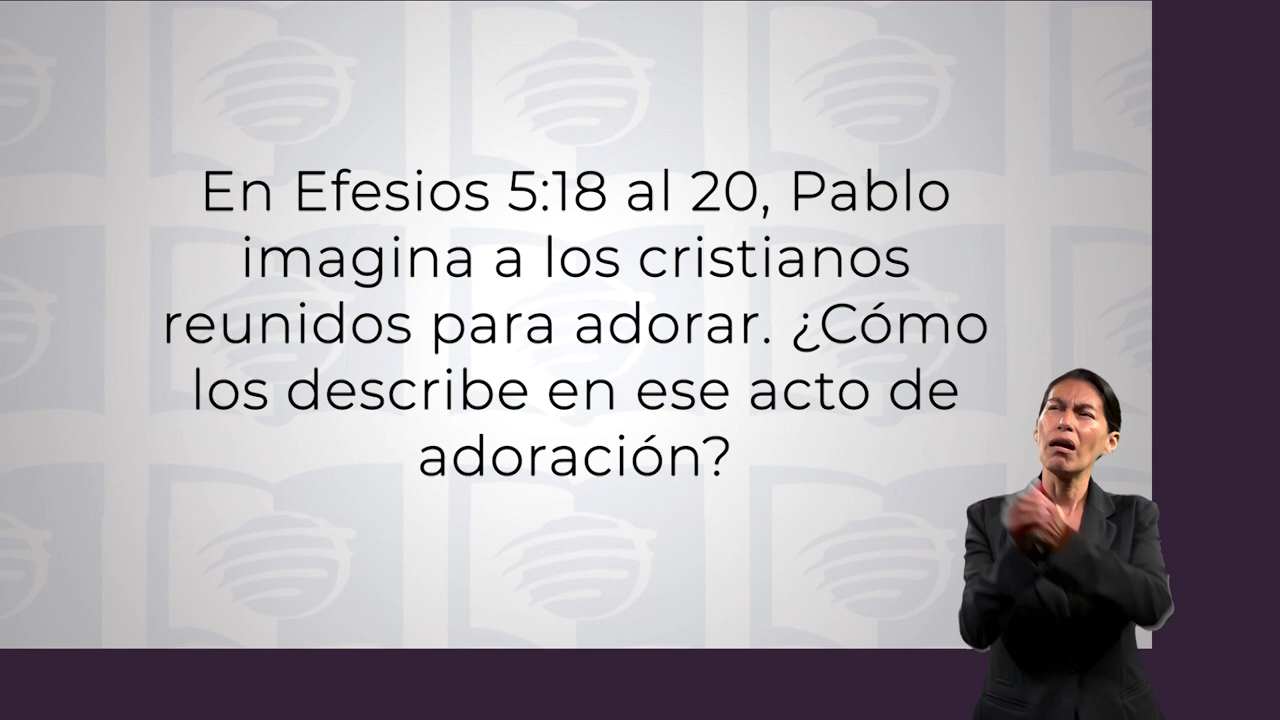 En Efesios 5:18 al 20, Pablo
imagina a los cristianos
reunidos para adorar. ¿Cómo
los describe en ese acto de
adoración?